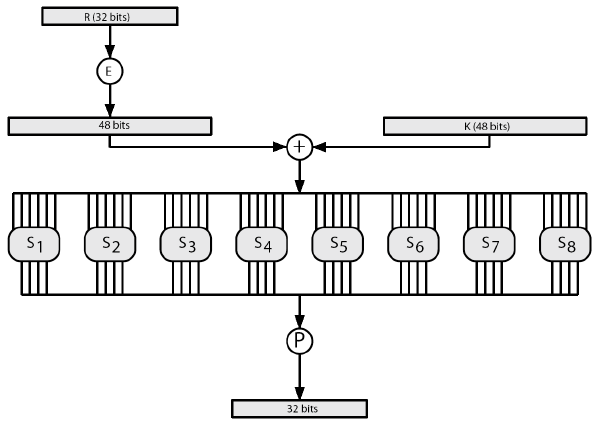 R (32 bits)
E
48 bits
K (48 bits)
+
S1 S2 S3 S4 S5 S6 S7 S8
P
32 bits